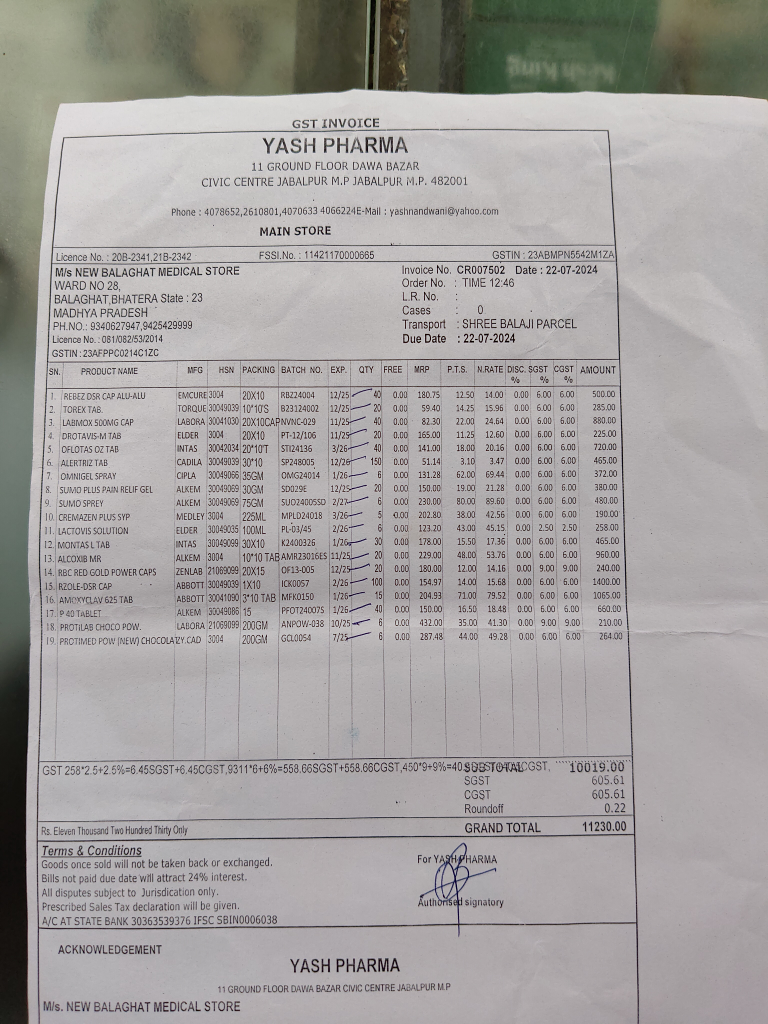 GST INVOICE
YASH PHARMA
11 GROUND FLOOR DAWA BAZAR
CIVIC CENTRE JABALPUR M.P JABALPUR M.P. 482001
Phone : 4078652,2610801,4070633 4066224E-Mail : yashnandwani@yahoo.com
MAIN STORE
Licence No. : 20B-2341,21B-2342 FSSI.No. : 11421170000665 GSTIN : 23ABMPN5542M1ZA
M/s NEW BALAGHAT MEDICAL STORE Invoice No. CR007502 Date : 22-07-2024
WARD NO 28, Order No. : TIME 12:46
BALAGHAT,BHATERA State : 23 L.R. No. :
MADHYA PRADESH Cases : 0
PH.NO.: 9340627947,9425429999 Transport : SHREE BALAJI PARCEL
Licence No.: 081/082/53/2014 Due Date : 22-07-2024
GSTIN :23AFPPC0214C1ZC
SN. PRODUCT NAME MFG HSN PACKING BATCH NO. EXP. QTY FREE MRP P.T.S. N.RATE DISC. % SGST % CGST % AMOUNT
1. REBEZ DSR CAP ALU-ALU EMCURE 3004 20X10 RBZ24004 12/25 40 0.00 180.75 12.50 14.00 0.00 6.00 6.00 500.00
2. TOREX TAB. TORQUE 30049039 10*10'S B23124002 12/25 20 0.00 59.40 14.25 15.96 0.00 6.00 6.00 285.00
3. LABMOX 500MG CAP LABORA 30041030 20X10CAP NVNC-029 11/25 40 0.00 82.30 22.00 24.64 0.00 6.00 6.00 880.00
4. DROTAVIS-M TAB ELDER 3004 20X10 PT-12/106 11/25 20 0.00 165.00 11.25 12.60 0.00 6.00 6.00 225.00
5. OFLOTAS OZ TAB INTAS 30042034 20*10'T STI24136 3/26 40 0.00 141.00 18.00 20.16 0.00 6.00 6.00 720.00
6. ALERTRIZ TAB CADILA 30049039 30*10 SP248005 12/26 150 0.00 51.14 3.10 3.47 0.00 6.00 6.00 465.00
7. OMNIGEL SPRAY CIPLA 30049066 35GM OMG24014 1/26 6 0.00 131.28 62.00 69.44 0.00 6.00 6.00 372.00
8. SUMO PLUS PAIN RELIF GEL ALKEM 30049069 30GM SD029E 12/25 20 0.00 150.00 19.00 21.28 0.00 6.00 6.00 380.00
9. SUMO SPREY ALKEM 30049069 75GM SUO24005SD 2/27 6 0.00 230.00 80.00 89.60 0.00 6.00 6.00 480.00
10. CREMAZEN PLUS SYP MEDLEY 3004 225ML MPLD24018 3/26 5 0.00 202.80 38.00 42.56 0.00 6.00 6.00 190.00
11. LACTOVIS SOLUTION ELDER 30049035 100ML PL-03/45 2/26 6 0.00 123.20 43.00 45.15 0.00 2.50 2.50 258.00
12. MONTAS L TAB INTAS 30049099 30X10 K2400326 1/26 30 0.00 178.00 15.50 17.36 0.00 6.00 6.00 465.00
13. ALCOXIB MR ALKEM 3004 10*10 TAB AMR23016ES 11/25 20 0.00 229.00 48.00 53.76 0.00 6.00 6.00 960.00
14. RBC RED GOLD POWER CAPS ZENLAB 21069099 20X15 OF13-005 12/25 20 0.00 180.00 12.00 14.16 0.00 9.00 9.00 240.00
15. RZOLE-DSR CAP ABBOTT 30049039 1X10 ICK0057 2/26 100 0.00 154.97 14.00 15.68 0.00 6.00 6.00 1400.00
16. AMOXYCLAV 625 TAB ABBOTT 30041090 3*10 TAB MFK0150 1/26 15 0.00 204.93 71.00 79.52 0.00 6.00 6.00 1065.00
17. P 40 TABLET ALKEM 30049086 15 PFOT24007S 1/26 40 0.00 150.00 16.50 18.48 0.00 6.00 6.00 660.00
18. PROTILAB CHOCO POW. LABORA 21069099 200GM ANPOW-038 10/25 6 0.00 432.00 35.00 41.30 0.00 9.00 9.00 210.00
19. PROTIMED POW (NEW) CHOCOLA ZY.CAD 3004 200GM GCL0054 7/25 6 0.00 287.48 44.00 49.28 0.00 6.00 6.00 264.00
GST 258*2.5+2.5%=6.45SGST+6.45CGST,9311*6+6%=558.66SGST+558.66CGST,450*9+9%=40. SUB TOTAL 10019.00
SGST 605.61
CGST 605.61
Roundoff 0.22
Rs. Eleven Thousand Two Hundred Thirty Only GRAND TOTAL 11230.00
Terms & Conditions
Goods once sold will not be taken back or exchanged. For YASH PHARMA
Bills not paid due date will attract 24% interest.
All disputes subject to Jurisdication only.
Prescribed Sales Tax declaration will be given. Authorised signatory
A/C AT STATE BANK 30363539376 IFSC SBIN0006038
ACKNOWLEDGEMENT
YASH PHARMA
11 GROUND FLOOR DAWA BAZAR CIVIC CENTRE JABALPUR M.P
M/s. NEW BALAGHAT MEDICAL STORE